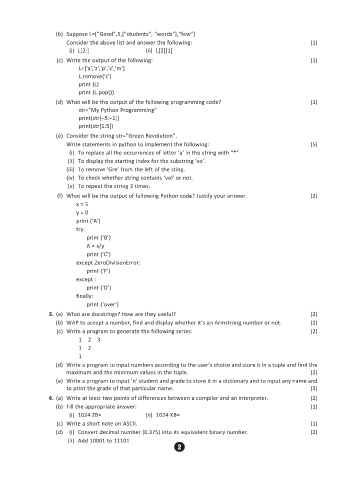 (b) Suppose L=["Good",5,["students", "words"],"few"]
Consider the above list and answer the following: [1]
(i) L[2:] (ii) L[2][1]
(c) Write the output of the following: [1]
L=['a','z','p','c','m']
L.remove('c')
print (L)
print (L.pop())
(d) What will be the output of the following programming code? [1]
str="My Python Programming"
print(str[–5:–1])
print(str[1:5])
(e) Consider the string str="Green Revolution".
Write statements in python to implement the following: [5]
(i) To replace all the occurrences of letter 'a' in the string with "*"
(ii) To display the starting index for the substring 'vo'.
(iii) To remove 'Gre' from the left of the sting.
(iv) To check whether string contains 'vol' or not.
(v) To repeat the string 3 times.
(f) What will be the output of following Python code? Justify your answer. [2]
x = 5
y = 0
print ('A')
try:
print ('B')
A = x/y
print ('C')
except ZeroDivisionError:
print ('F')
except :
print ('D')
finally:
print ('over')
3. (a) What are docstrings? How are they useful? [2]
(b) WAP to accept a number, find and display whether it's an Armstrong number or not. [2]
(c) Write a program to generate the following series: [2]
1 2 3
1 2
1
(d) Write a program to input numbers according to the user's choice and score it in a tuple and find the
maximum and the minimum values in the tuple. [2]
(e) Write a program to input 'n' student and grade to store it in a dictionary and to input any name and
to print the grade of that particular name. [3]
4. (a) Write at least two points of differences between a compiler and an interpreter. [2]
(b) Fill the appropriate answer: [1]
(i) 1024 ZB= (ii) 1024 KB=
(c) Write a short note on ASCII. [1]
(d) (i) Convert decimal number (0.375) into its equivalent binary number. [2]
(ii) Add 10001 to 11101
2